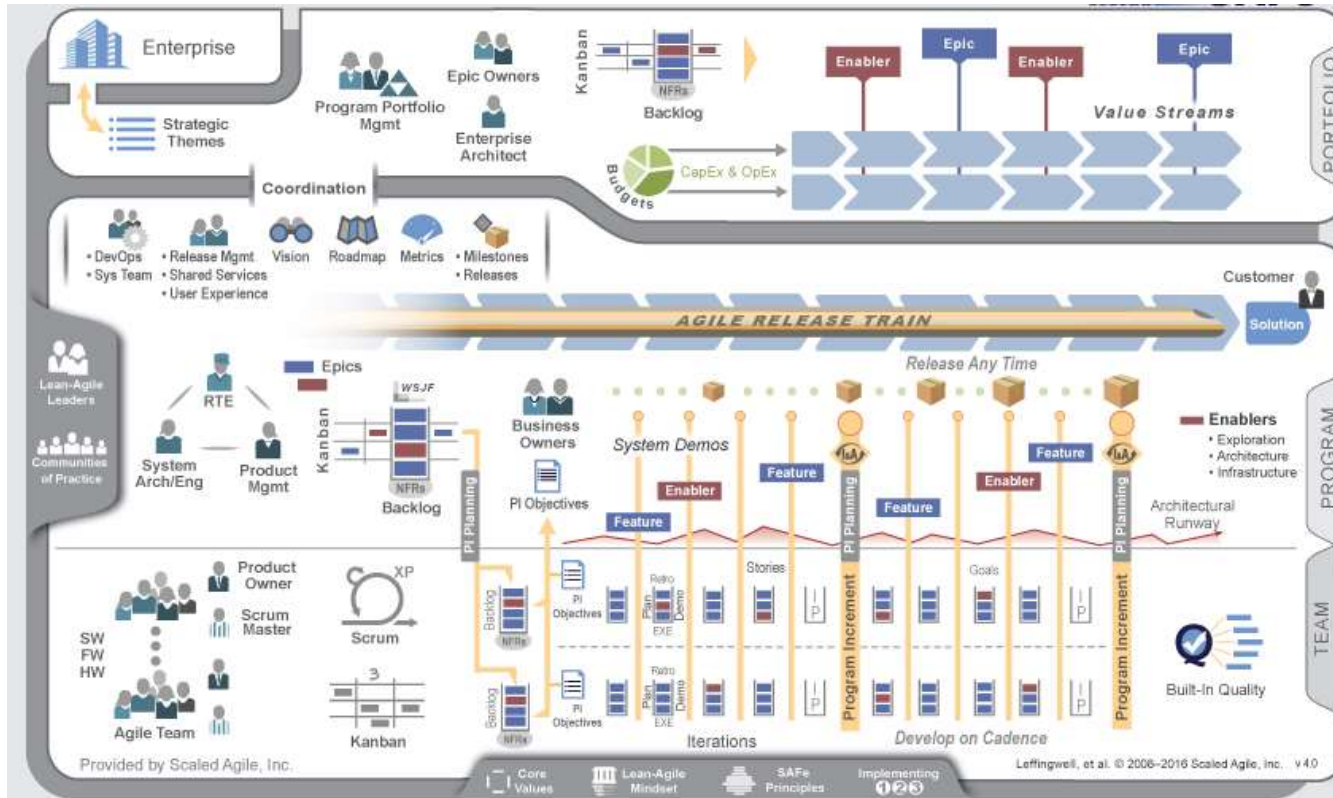 Enterprise
Strategic
Themes
Program Portfolio
Mgmt
Epic Owners
Enterprise
Architect
Kanban
NFRs
Backlog
Enabler
Epic
Enabler
Epic
Value Streams
Budgets
CapEx & OpEx
PORTFOLIO
Coordination
• DevOps
• Sys Team
• Release Mgmt
• Shared Services
• User Experience
Vision
Roadmap
Metrics
• Milestones
• Releases
Customer
Solution
AGILE RELEASE TRAIN
Release Any Time
Lean-Agile
Leaders
Communities
of Practice
RTE
System
Arch/Eng
Product
Mgmt
Epics
Kanban
WSJF
NFRs
Backlog
PI Planning
Business
Owners
PI Objectives
System Demos
Feature
Enabler
Feature
I&A
PI Planning
Feature
Enabler
Feature
I&A
PI Planning
Enablers
• Exploration
• Architecture
• Infrastructure
Architectural
Runway
PROGRAM
SW
FW
HW
Agile Team
Product
Owner
Scrum
Master
XP
Scrum
3
Kanban
Backlog
NFRs
PI
Objectives
Retro
Plan
Demo
EXE
Stories
I
P
Program Increment
Goals
I
P
Program Increment
Backlog
NFRs
PI
Objectives
Retro
Plan
Demo
EXE
I
P
I
P
Iterations
Develop on Cadence
Built-In Quality
TEAM
Provided by Scaled Agile, Inc.
Leffingwell, et al. © 2008–2016 Scaled Agile, Inc. v 4.0
Core
Values
Lean-Agile
Mindset
SAFe
Principles
Implementing
1 2 3